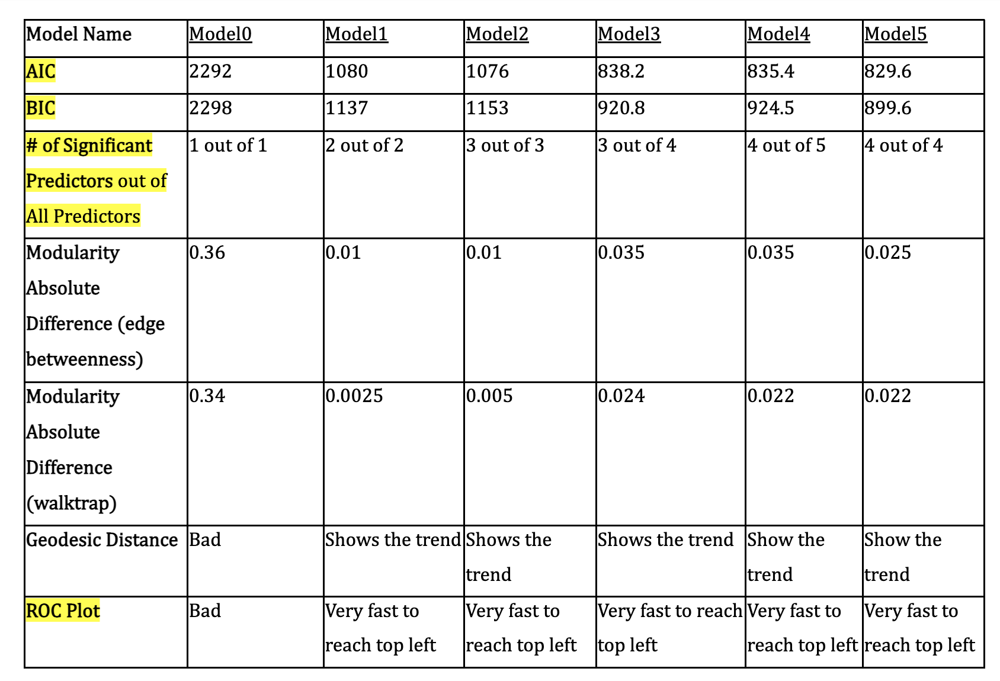 Model Name Model0 Model1 Model2 Model3 Model4 Model5
AIC 2292 1080 1076 838.2 835.4 829.6
BIC 2298 1137 1153 920.8 924.5 899.6
# of Significant 1 out of 1 2 out of 2 3 out of 3 3 out of 4 4 out of 5 4 out of 4
Predictors out of
All Predictors
Modularity 0.36 0.01 0.01 0.035 0.035 0.025
Absolute
Difference (edge
betweenness)
Modularity 0.34 0.0025 0.005 0.024 0.022 0.022
Absolute
Difference
(walktrap)
Geodesic Distance Bad Shows the trend Shows the Shows the trend Show the Show the
trend trend trend
ROC Plot Bad Very fast to Very fast to Very fast to reach Very fast to Very fast to
reach top left reach top left top left reach top left reach top left